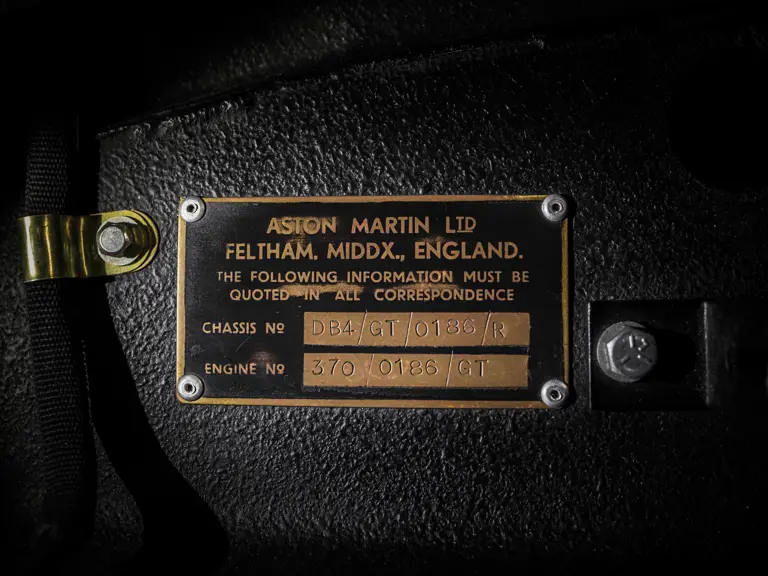 ASTON MARTIN LTD
FELTHAM, MIDDX., ENGLAND.
THE FOLLOWING INFORMATION MUST BE
QUOTED IN ALL CORRESPONDENCE
CHASSIS No DB4/GT/0186/R
ENGINE No 370/0186/GT